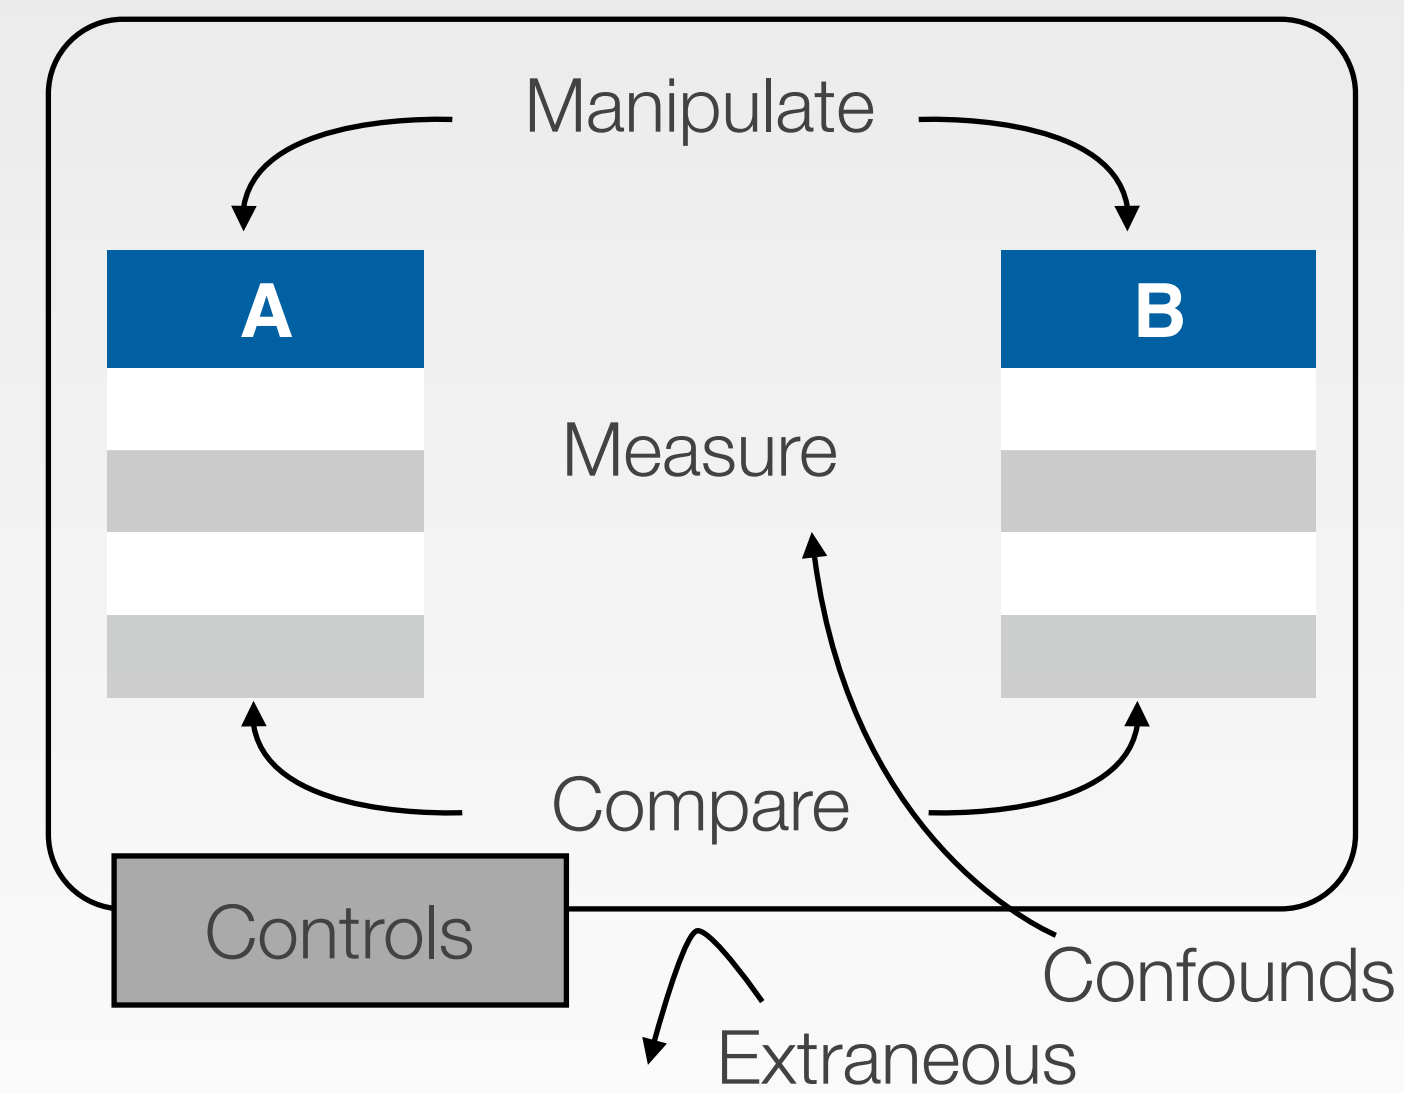 Manipulate
A
B
Measure
Compare
Controls
Confounds
Extraneous